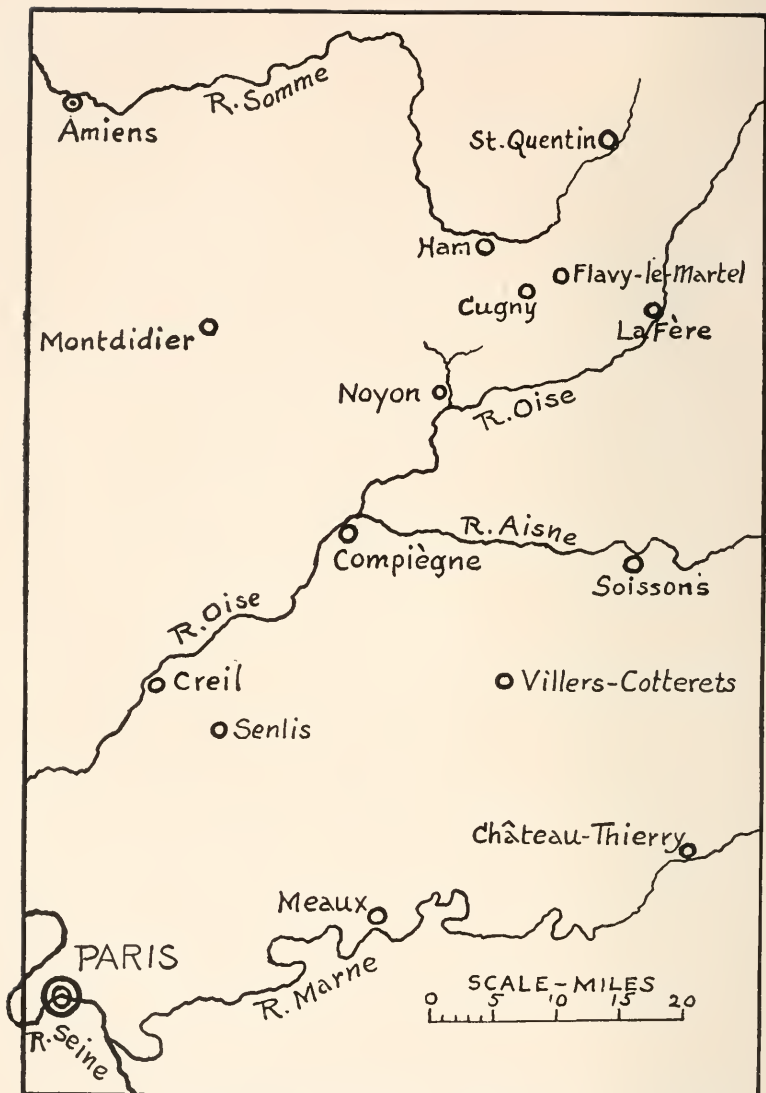 R. Somme
Amiens
St. Quentin
Ham
Flavy-le-Martel
Cugny
La Fère
Montdidier
Noyon
R. Oise
R. Aisne
Compiègne
Soissons
R. Oise
Creil
Villers-Cotterets
Senlis
Château-Thierry
Meaux
PARIS
R. Marne
SCALE-MILES
0 5 10 15 20
R. Seine